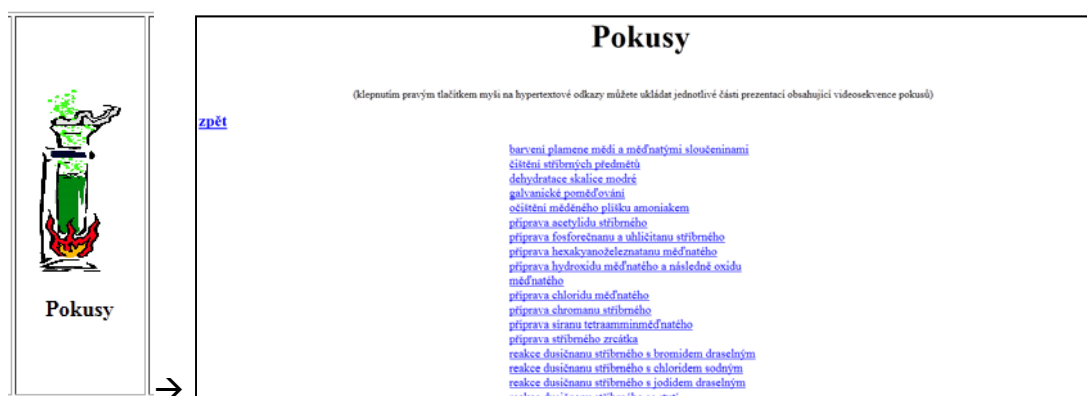 Pokusy
→
Pokusy
(klepnutím pravým tlačítkem myši na hypertextové odkazy můžete ukládat jednotlivé části prezentací obsahující videosekvence pokusů)
zpět
barvení plamene mědi a měďnatými sloučeninami
čištění stříbrných předmětů
dehydratace skalice modré
galvanické poměďování
očištění měděného plíšku amoniakem
příprava acetylidu stříbrného
příprava fosforečnanu a uhličitanu stříbrného
příprava hexakyanoželeznatanu měďnatého
příprava hydroxidu měďnatého a následně oxidu
měďnatého
příprava chloridu měďnatého
příprava chromanu stříbrného
příprava síranu tetraamminměďnatého
příprava stříbrného zrcátka
reakce dusičnanu stříbrného s bromidem draselným
reakce dusičnanu stříbrného s chloridem sodným
reakce dusičnanu stříbrného s jodidem draselným